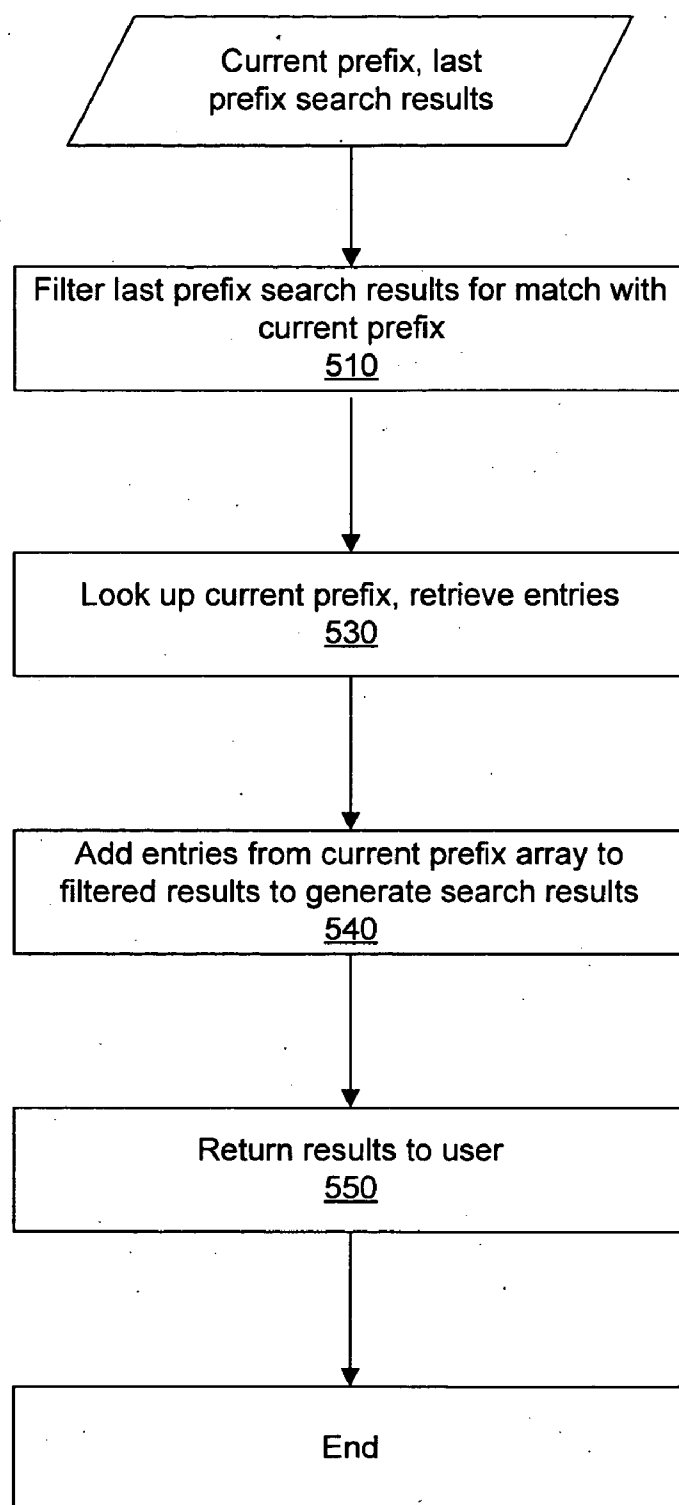 Current prefix, last
prefix search results
Filter last prefix search results for match with
current prefix
510
Look up current prefix, retrieve entries
530
Add entries from current prefix array to
filtered results to generate search results
540
Return results to user
550
End